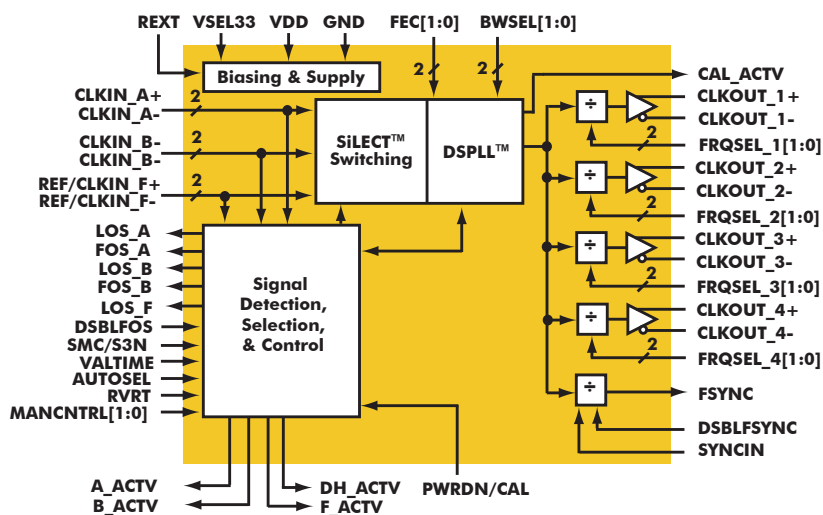 REXT VSEL33 VDD GND FEC[1:0] BWSEL[1:0]
Biasing & Supply
2
2
CAL_ACTV
CLKIN_A+
CLKIN_A-
2
CLKIN_B-
CLKIN_B-
2
REF/CLKIN_F+
REF/CLKIN_F-
2
SiLECT™
Switching
DSPLL™
÷
CLKOUT_1+
CLKOUT_1-
2
FRQSEL_1[1:0]
÷
CLKOUT_2+
CLKOUT_2-
2
FRQSEL_2[1:0]
÷
CLKOUT_3+
CLKOUT_3-
2
FRQSEL_3[1:0]
÷
CLKOUT_4+
CLKOUT_4-
2
FRQSEL_4[1:0]
÷
FSYNC
DSBLFSYNC
SYNCIN
LOS_A
FOS_A
LOS_B
FOS_B
LOS_F
DSBLFOS
SMC/S3N
VALTIME
AUTOSEL
RVRT
MANCNTRL[1:0]
Signal
Detection,
Selection,
& Control
A_ACTV
B_ACTV
DH_ACTV
F_ACTV
PWRDN/CAL